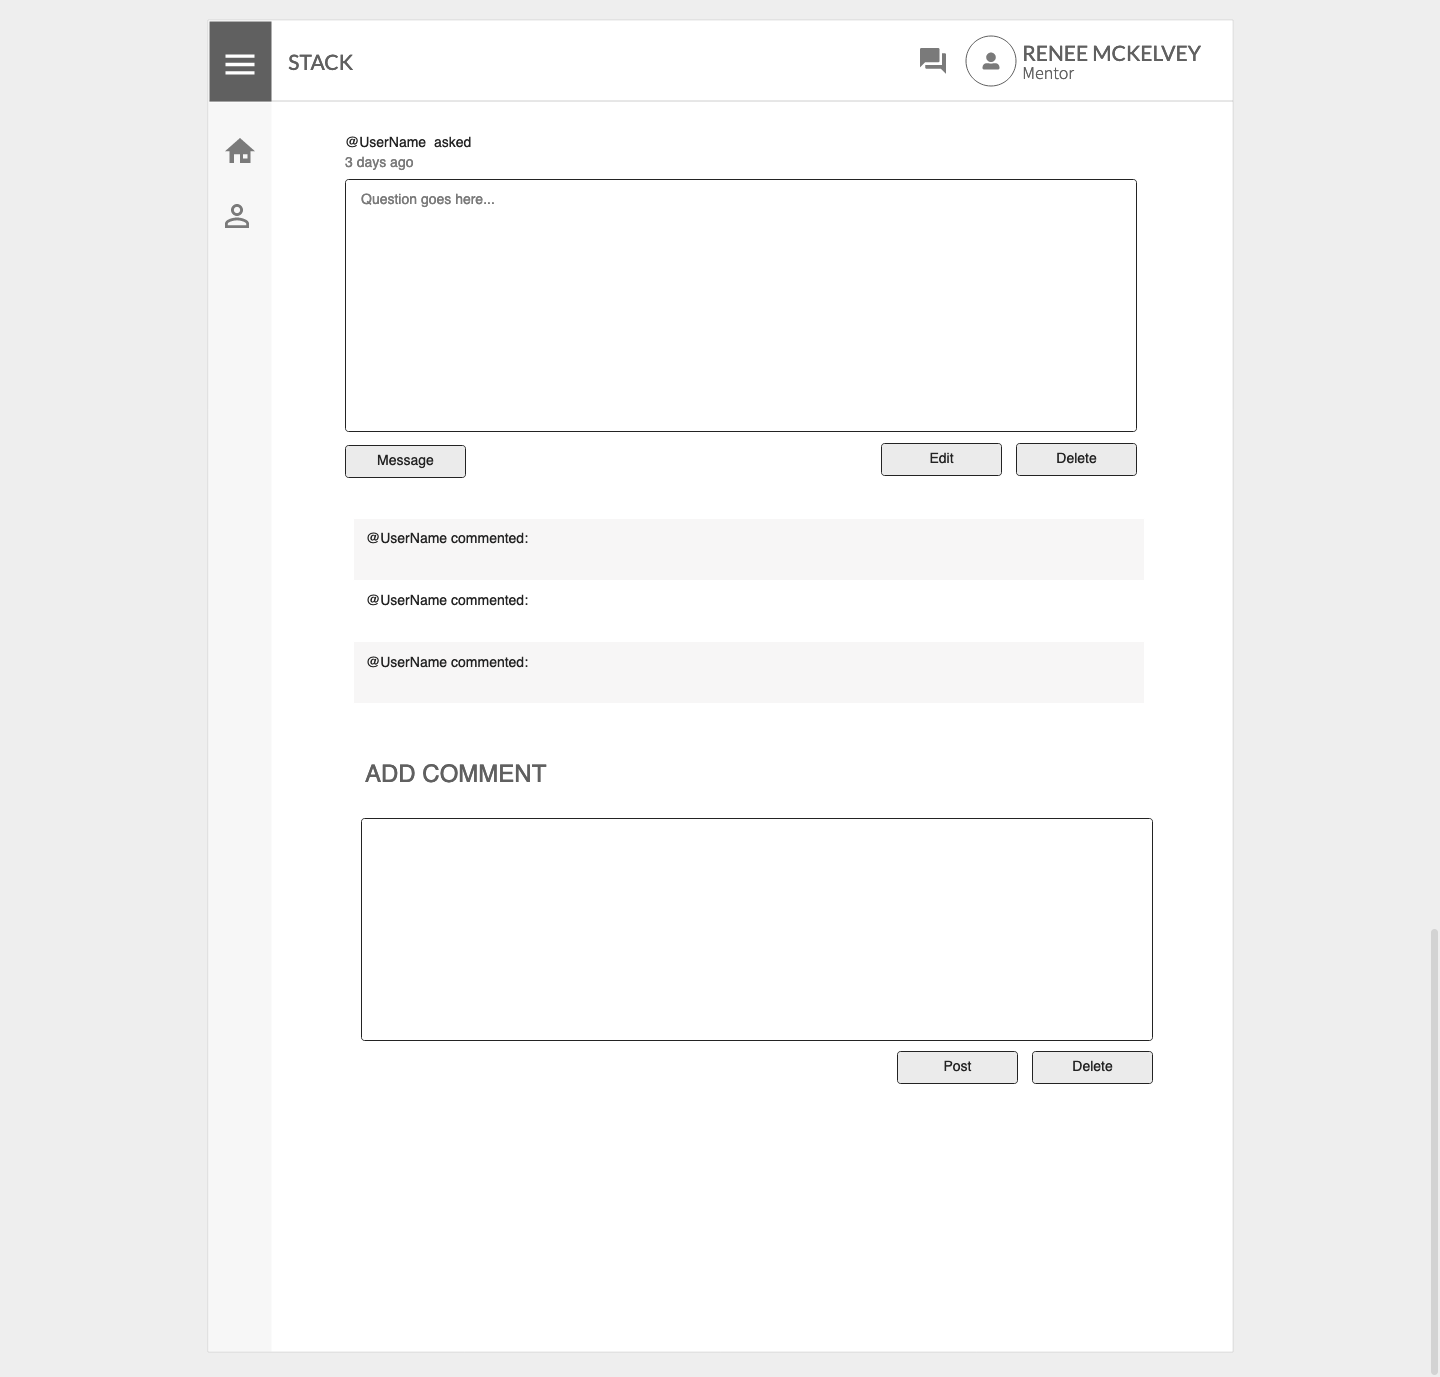 STACK
RENEE MCKELVEY
Mentor
@UserName  asked
3 days ago
Question goes here...
Message
Edit
Delete
@UserName commented:
@UserName commented:
@UserName commented:
ADD COMMENT
Post
Delete